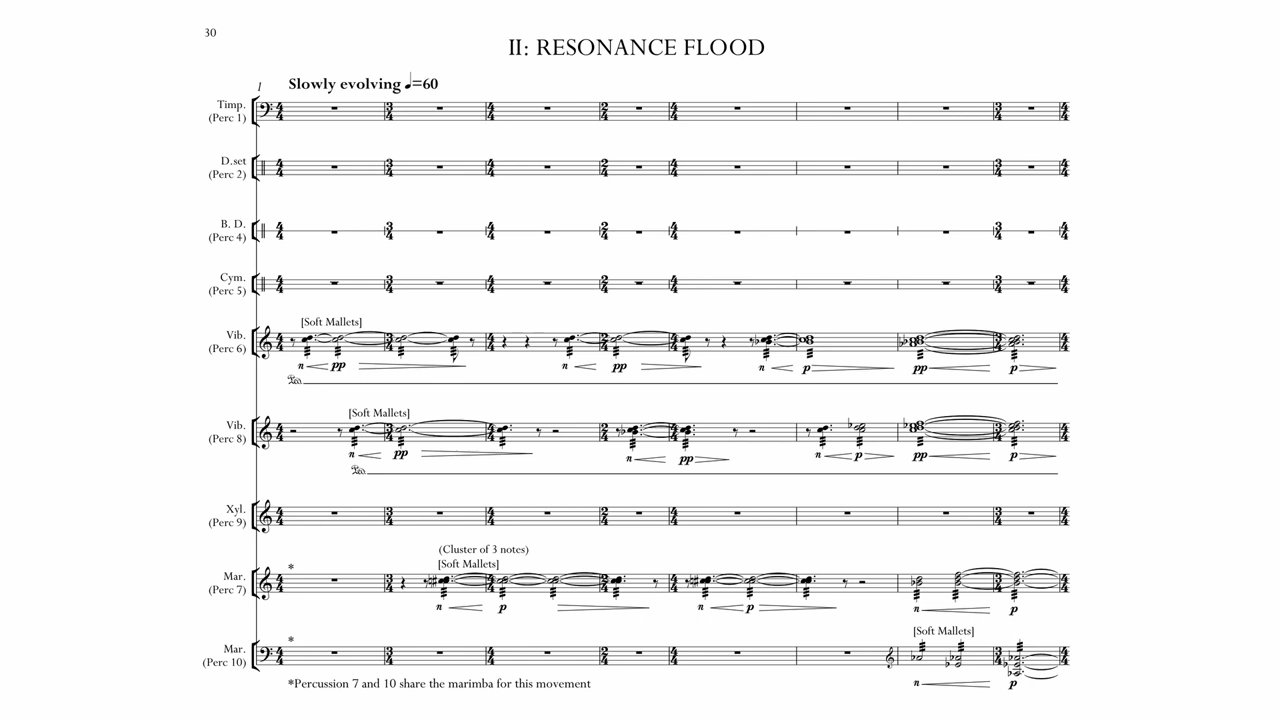 30
II: RESONANCE FLOOD
1
Slowly evolving ♩=60
Timp.
(Perc 1)
D.set
(Perc 2)
B. D.
(Perc 4)
Cym.
(Perc 5)
[Soft Mallets]
Vib.
(Perc 6)
n pp n pp n p pp p
[Soft Mallets]
Vib.
(Perc 8)
n pp n pp n p pp p
Xyl.
(Perc 9)
(Cluster of 3 notes)
[Soft Mallets]
*
Mar.
(Perc 7)
n p n p n p
[Soft Mallets]
*
Mar.
(Perc 10)
n p
*Percussion 7 and 10 share the marimba for this movement